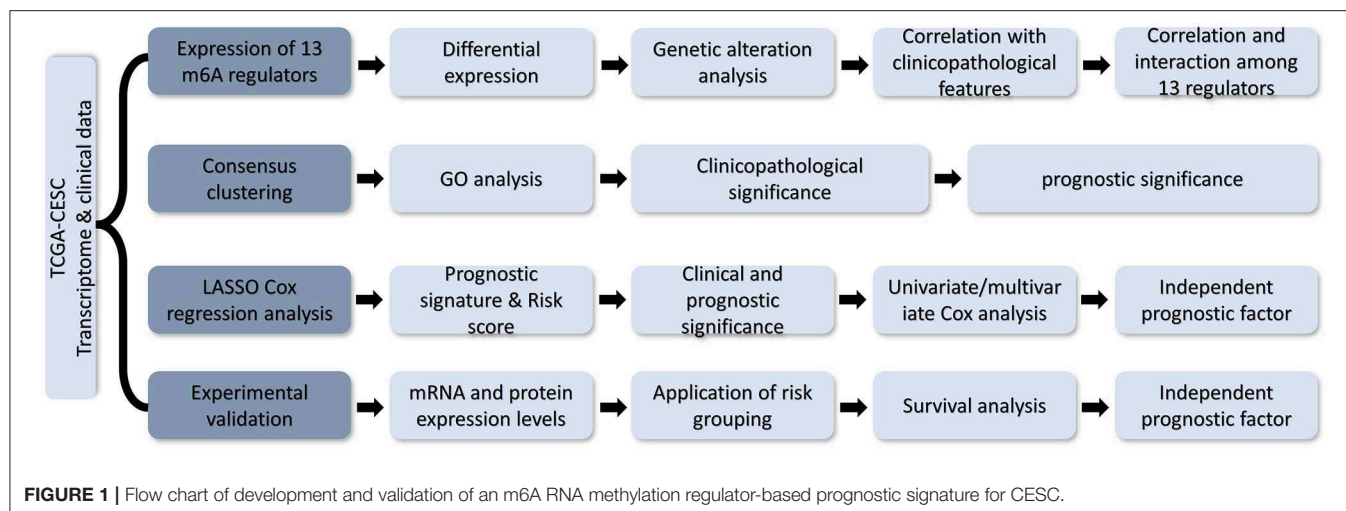 TCGA-CESC
Transcriptome & clinical data
Expression of 13
m6A regulators
Differential
expression
Genetic alteration
analysis
Correlation with
clinicopathological
features
Correlation and
interaction among
13 regulators
Consensus
clustering
GO analysis
Clinicopathological
significance
prognostic significance
LASSO Cox
regression analysis
Prognostic
signature & Risk
score
Clinical and
prognostic
significance
Univariate/multivar
iate Cox analysis
Independent
prognostic factor
Experimental
validation
mRNA and protein
expression levels
Application of risk
grouping
Survival analysis
Independent
prognostic factor
FIGURE 1 | Flow chart of development and validation of an m6A RNA methylation regulator-based prognostic signature for CESC.